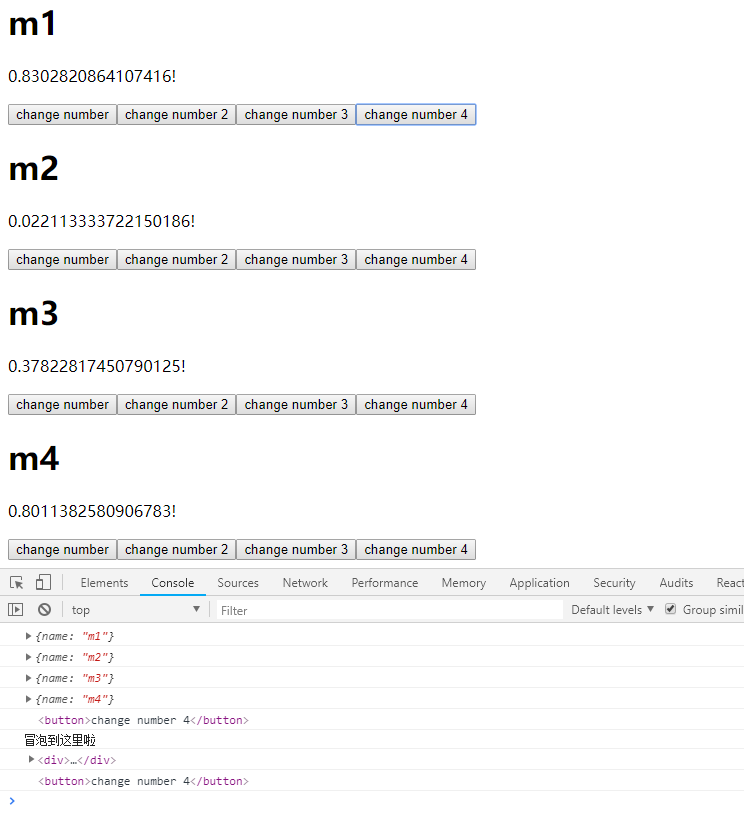 m1
0.8302820864107416!
change number change number 2 change number 3 change number 4
m2
0.022113333722150186!
change number change number 2 change number 3 change number 4
m3
0.37822817450790125!
change number change number 2 change number 3 change number 4
m4
0.8011382580906783!
change number change number 2 change number 3 change number 4
Elements Console Sources Network Performance Memory Application Security Audits React
top Filter Default levels Group simil
{name: "m1"}
{name: "m2"}
{name: "m3"}
{name: "m4"}
<button>change number 4</button>
冒泡到这里啦
<div>…</div>
<button>change number 4</button>